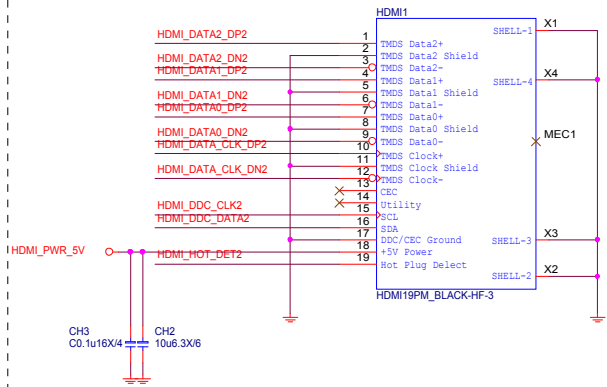 HDMI1
HDMI_DATA2_DP2 1 TMDS Data2+ SHELL-1 X1
2 TMDS Data2 Shield
HDMI_DATA2_DN2 3 TMDS Data2-
HDMI_DATA1_DP2 4 TMDS Data1+ SHELL-4 X4
5 TMDS Data1 Shield
HDMI_DATA1_DN2 6 TMDS Data1-
HDMI_DATA0_DP2 7 TMDS Data0+
8 TMDS Data0 Shield MEC1
HDMI_DATA0_DN2 9 TMDS Data0-
HDMI_DATA_CLK_DP2 10 TMDS Clock+
11 TMDS Clock Shield
HDMI_DATA_CLK_DN2 12 TMDS Clock-
13 CEC
14 Utility
HDMI_DDC_CLK2 15 SCL
HDMI_DDC_DATA2 16 SDA
17 DDC/CEC Ground SHELL-3 X3
HDMI_PWR_5V 18 +5V Power
HDMI_HOT_DET2 19 Hot Plug Delect
SHELL-2 X2
HDMI19PM_BLACK-HF-3
CH3 CH2
C0.1u16X/4 10u6.3X/6